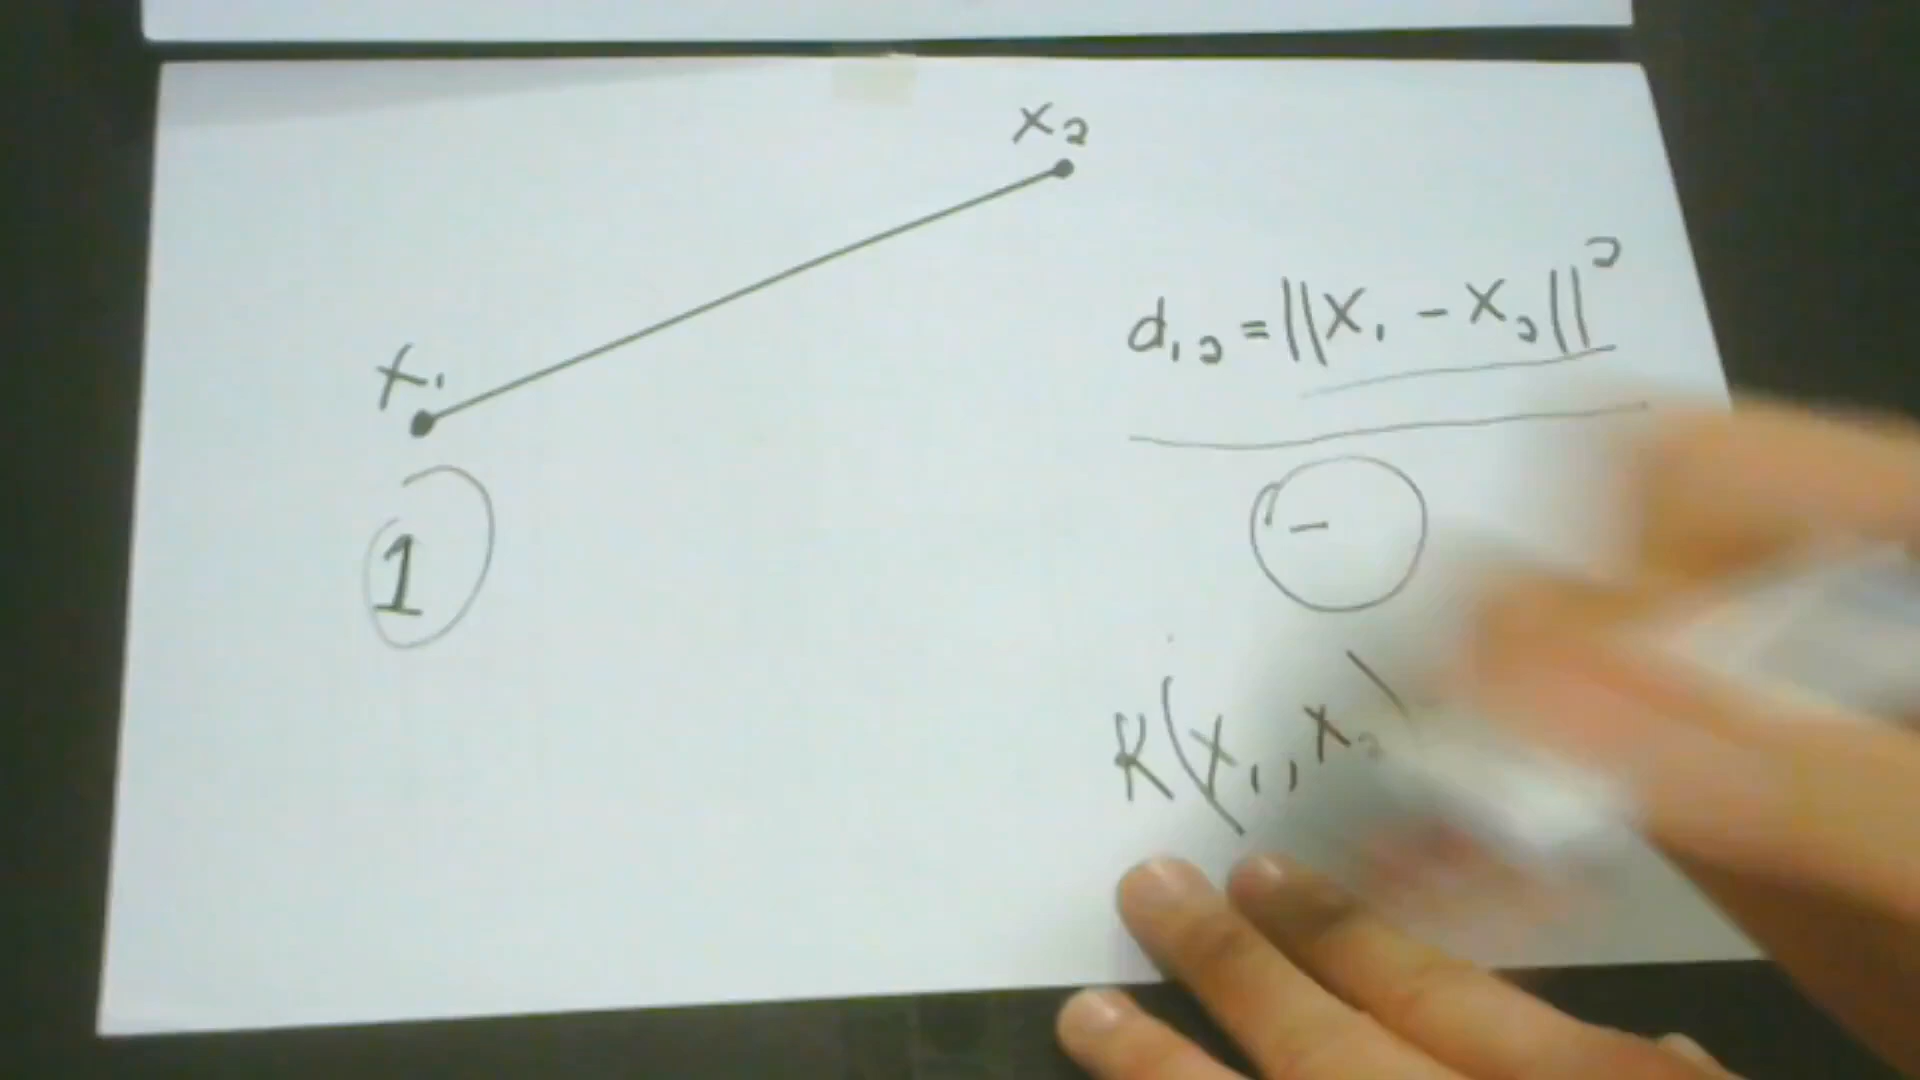 x₂
x₁
d₁₂ = ||x₁ - x₂||²
1
-
K(x₁, x₂)